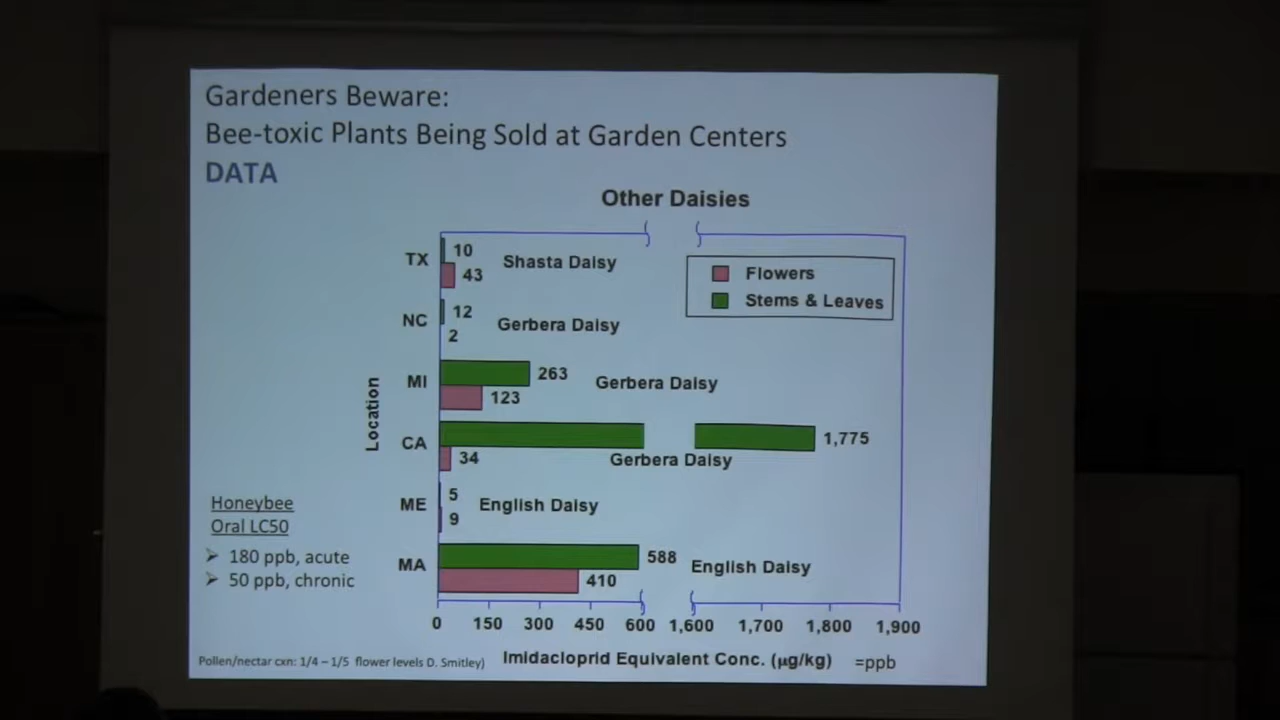 Gardeners Beware:
Bee-toxic Plants Being Sold at Garden Centers
DATA
Other Daisies
Flowers
Stems & Leaves
Location
TX
10
43
Shasta Daisy
NC
12
2
Gerbera Daisy
MI
263
123
Gerbera Daisy
CA
1,775
34
Gerbera Daisy
ME
5
9
English Daisy
MA
588
410
English Daisy
0 150 300 450 600 1,600 1,700 1,800 1,900
Imidacloprid Equivalent Conc. (µg/kg) =ppb
Honeybee
Oral LC50
➢ 180 ppb, acute
➢ 50 ppb, chronic
Pollen/nectar cxn: 1/4 – 1/5 flower levels D. Smitley)